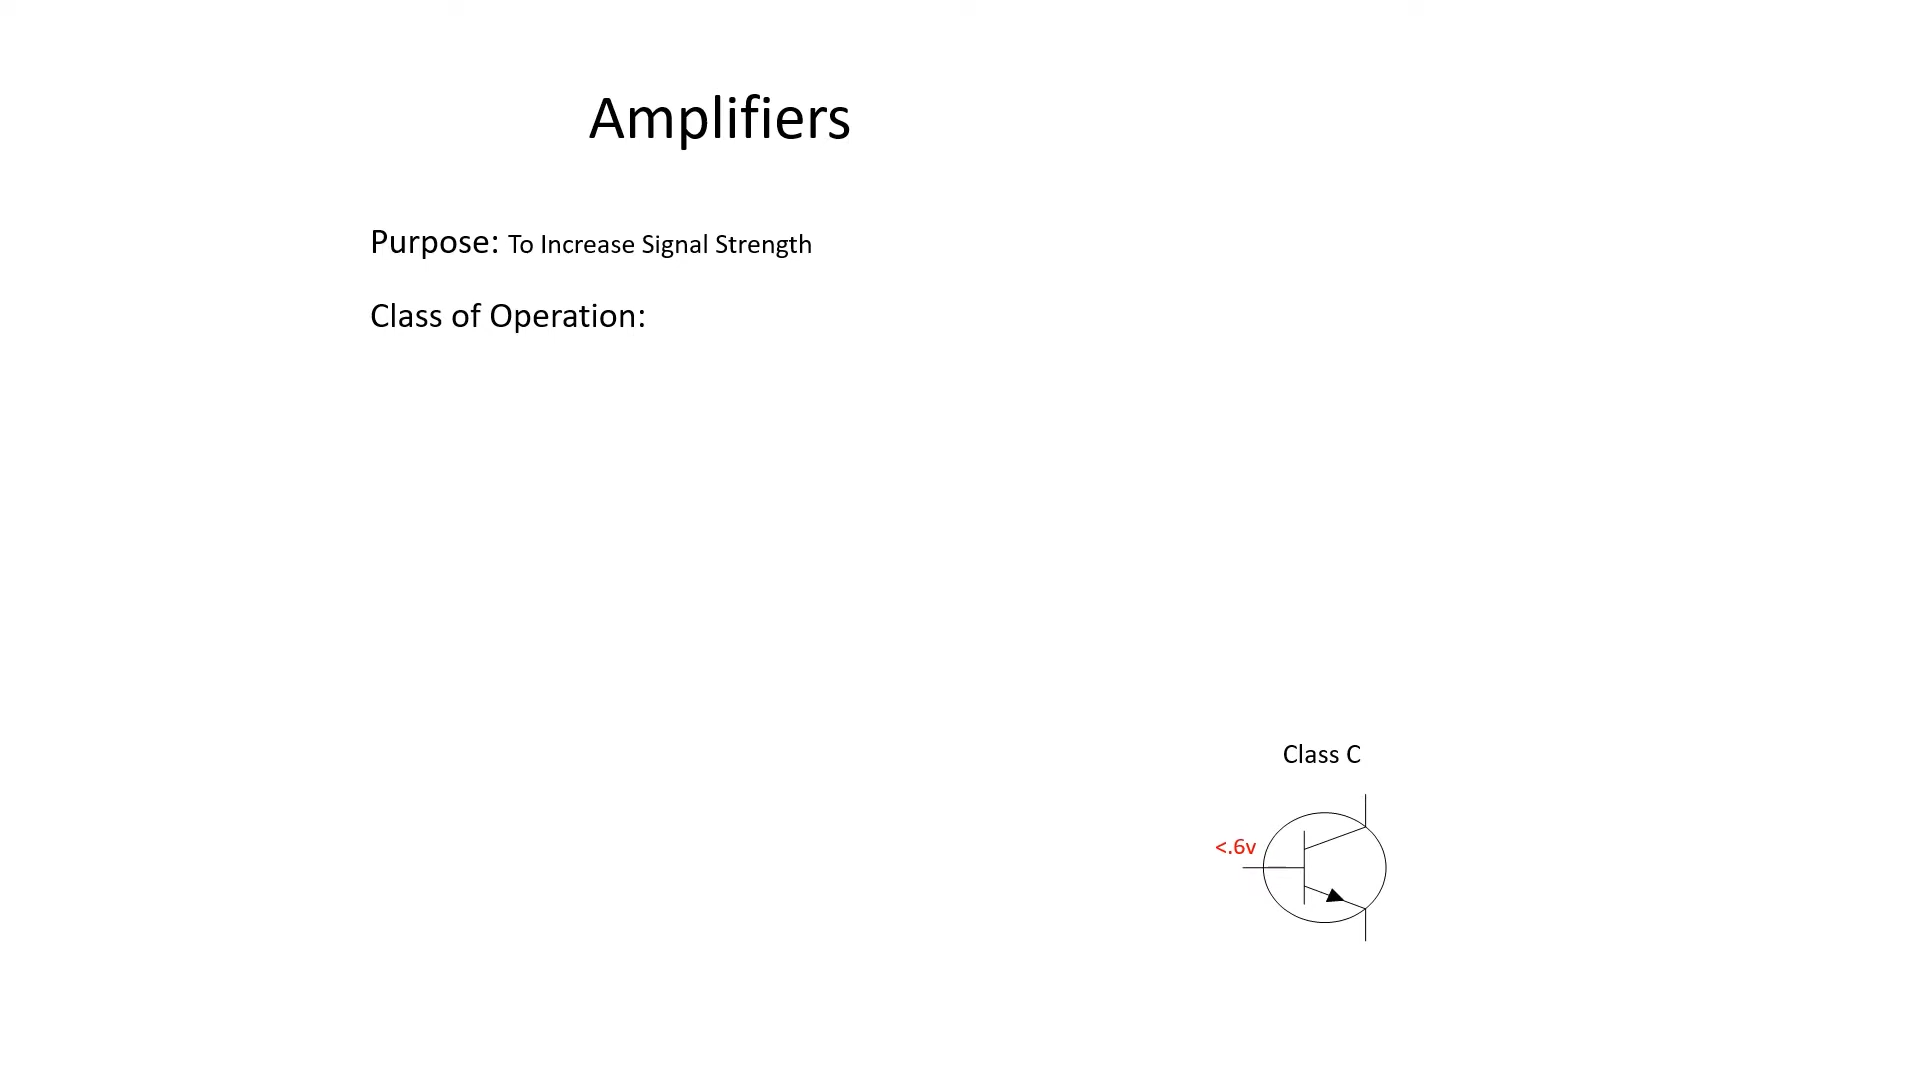 Amplifiers
Purpose: To Increase Signal Strength
Class of Operation:
Class C
<.6v